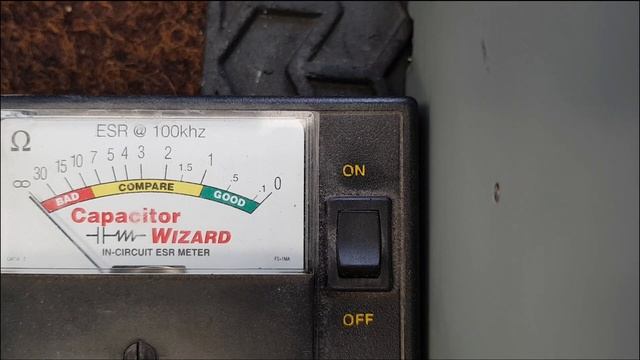 Ω
ESR @ 100khz
∞ 30 15 10 7 5 4 3 2 1.5 1 .5 .1 0
BAD COMPARE GOOD
Capacitor
WIZARD
IN-CIRCUIT ESR METER
ON
OFF